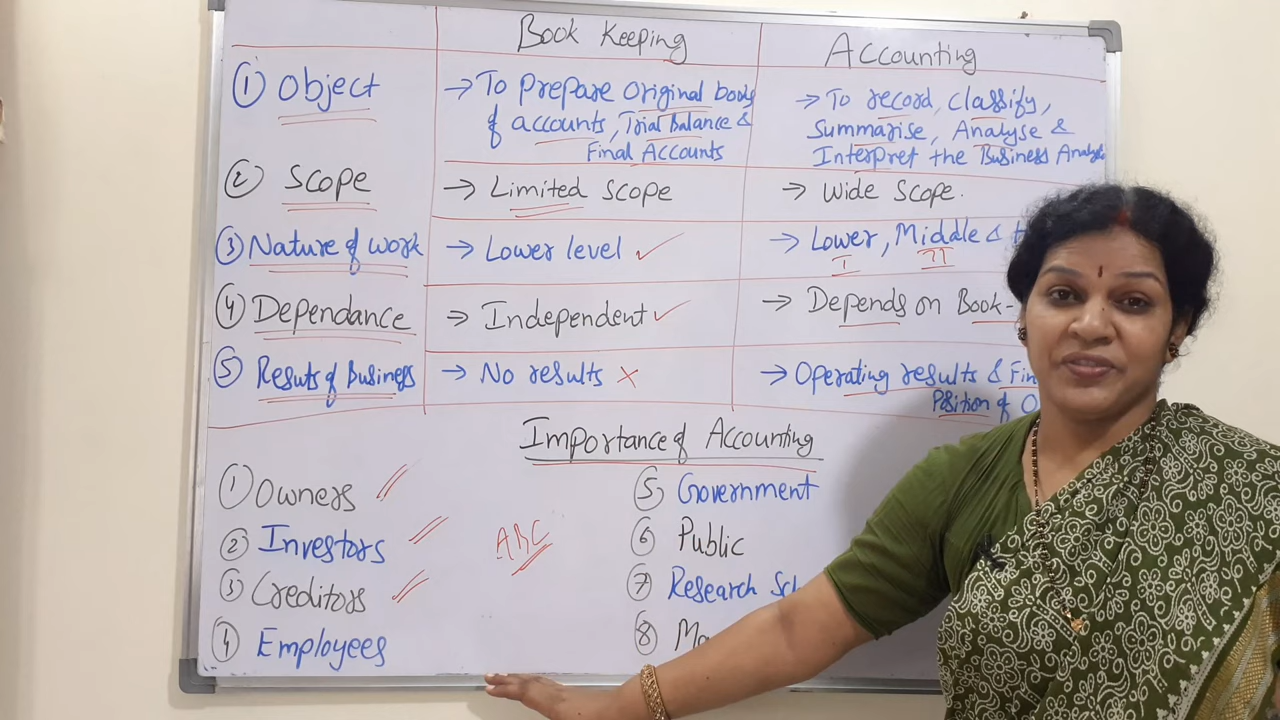 Book Keeping
Accounting
① Object
→ To Prepare original books
of accounts, Trial Balance &
Final Accounts
→ To record, classify,
Summarise, Analyse &
Interpret the Business
② Scope
→ Limited scope
→ Wide scope.
③ Nature of work
→ Lower level ✓
→ Lower, Middle &
I II
④ Dependance
→ Independent ✓
→ Depends on Book-
⑤ Resuts of Business
→ No results ✗
→ Operating results &
Position of
Importance of Accounting
① Owners
② Investors
③ Creditors
④ Employees
ABC
⑤ Government
⑥ Public
⑦ Research
⑧